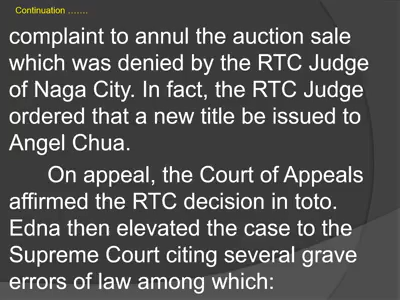 Continuation …….
complaint to annul the auction sale
which was denied by the RTC Judge
of Naga City. In fact, the RTC Judge
ordered that a new title be issued to
Angel Chua.
On appeal, the Court of Appeals
affirmed the RTC decision in toto.
Edna then elevated the case to the
Supreme Court citing several grave
errors of law among which: